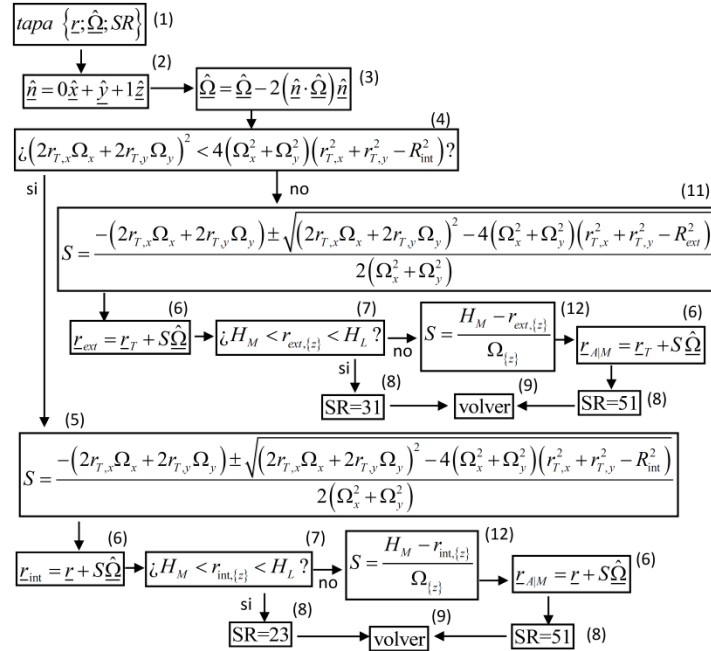 tapa {r; Ω̂; SR} (1)
(2)
n̂ = 0x̂ + ŷ + 1ẑ
(3)
Ω̂ = Ω̂ − 2(n̂ · Ω̂)n̂
(4)
¿(2r_{T,x}Ω_x + 2r_{T,y}Ω_y)² < 4(Ω_x² + Ω_y²)(r_{T,x}² + r_{T,y}² − R_int²)?
si
no
(11)
S = (−(2r_{T,x}Ω_x + 2r_{T,y}Ω_y) ± √((2r_{T,x}Ω_x + 2r_{T,y}Ω_y)² − 4(Ω_x² + Ω_y²)(r_{T,x}² + r_{T,y}² − R_ext²))) / (2(Ω_x² + Ω_y²))
(6)
r_ext = r_T + SΩ̂
(7)
¿H_M < r_{ext,{z}} < H_L ?
no
(12)
S = (H_M − r_{ext,{z}}) / Ω_{z}
(6)
r_{A|M} = r_T + SΩ̂
si
(8)
SR=31
(9)
volver
SR=51 (8)
(5)
S = (−(2r_{T,x}Ω_x + 2r_{T,y}Ω_y) ± √((2r_{T,x}Ω_x + 2r_{T,y}Ω_y)² − 4(Ω_x² + Ω_y²)(r_{T,x}² + r_{T,y}² − R_int²))) / (2(Ω_x² + Ω_y²))
(6)
r_int = r + SΩ̂
(7)
¿H_M < r_{int,{z}} < H_L ?
no
(12)
S = (H_M − r_{int,{z}}) / Ω_{z}
(6)
r_{A|M} = r + SΩ̂
si
(8)
SR=23
(9)
volver
SR=51 (8)